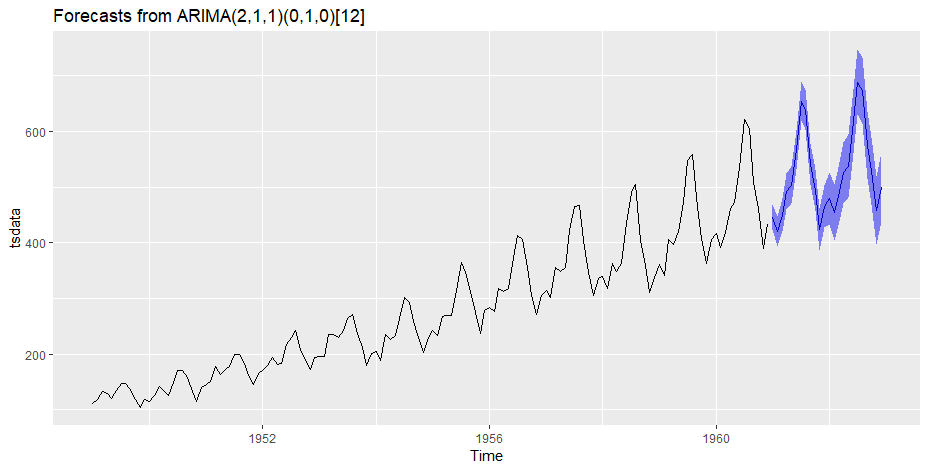 Forecasts from ARIMA(2,1,1)(0,1,0)[12]
tsdata
600
400
200
1952
1956
1960
Time